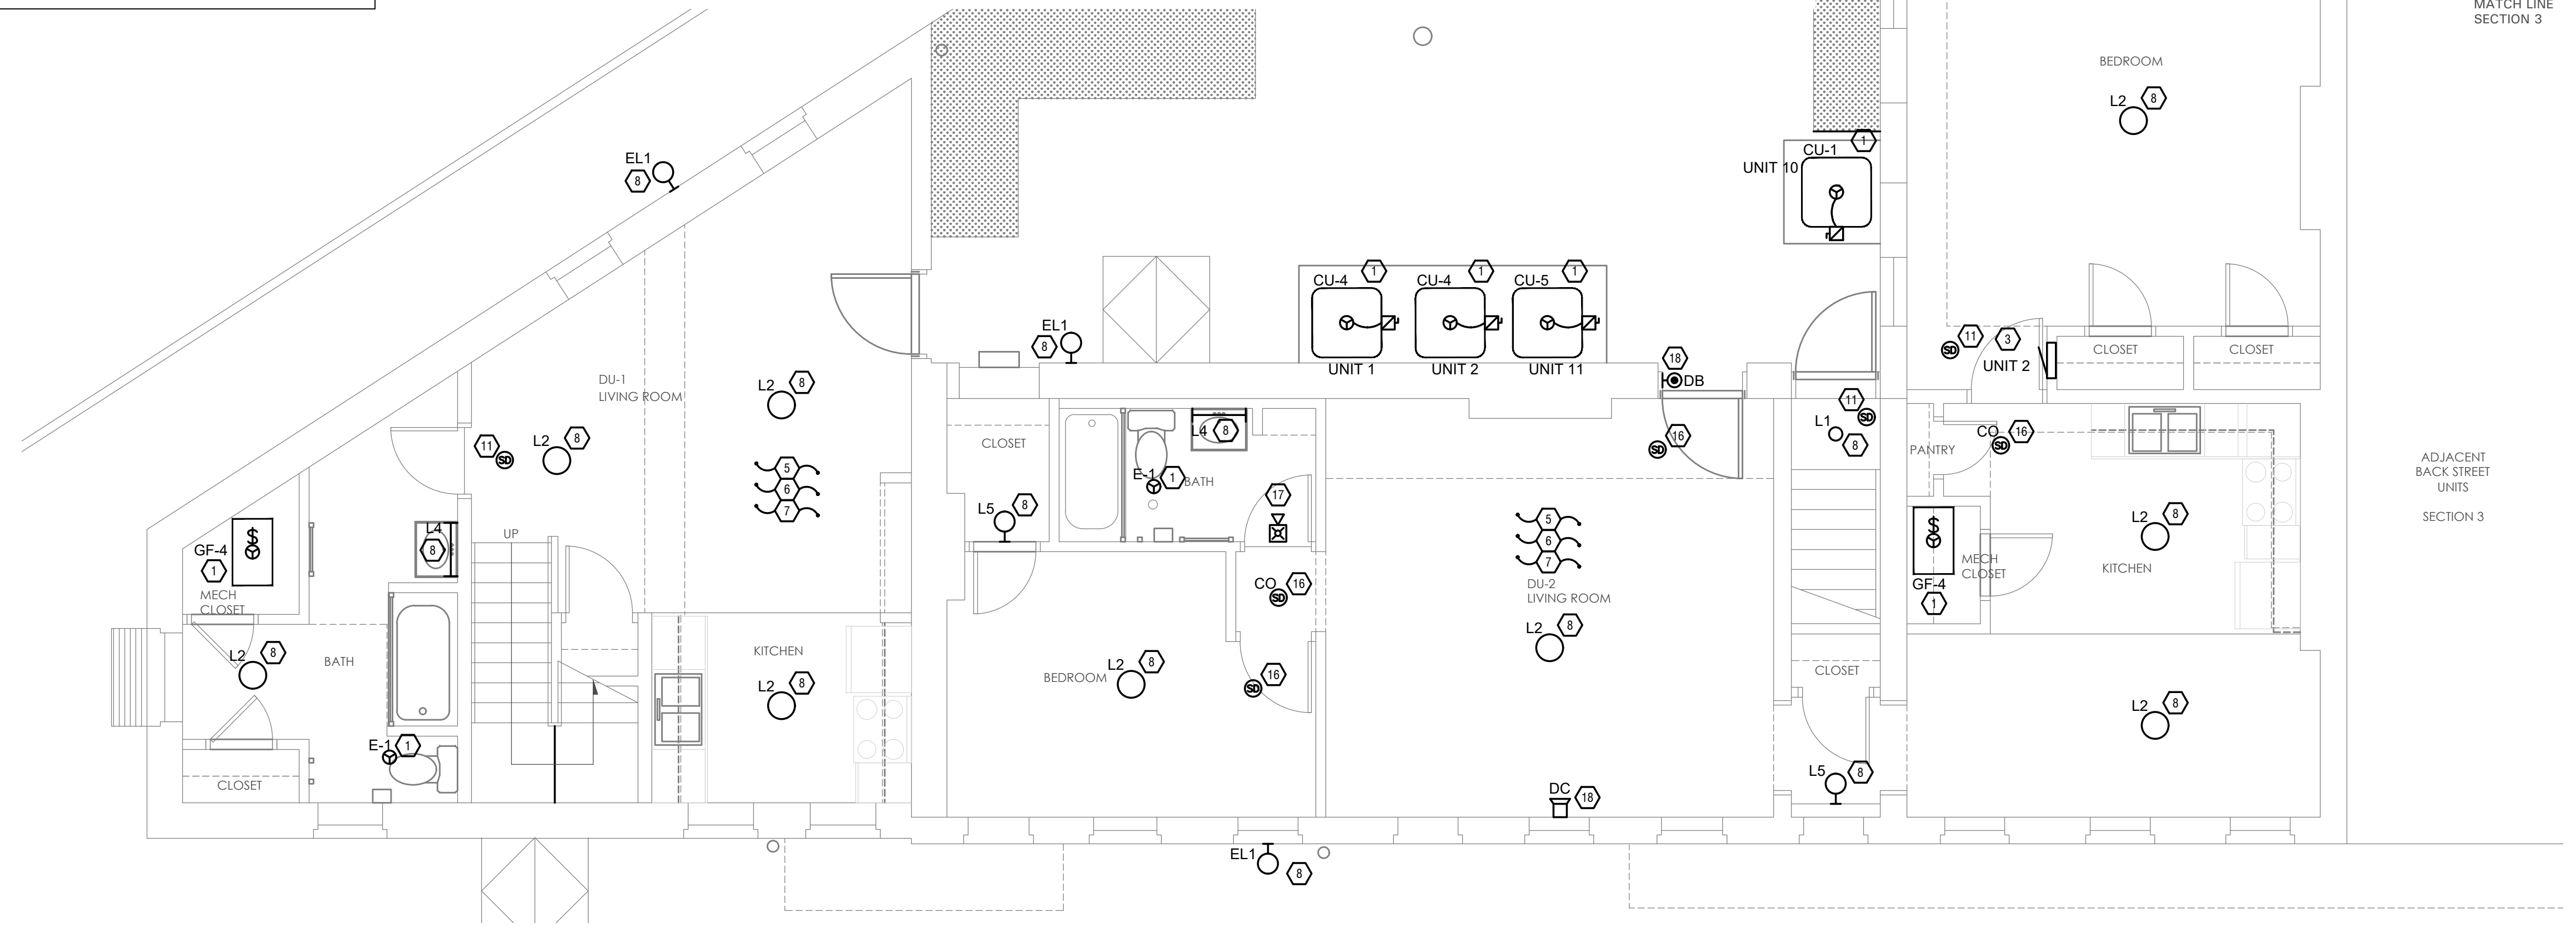 MATCH LINE
SECTION 3
BEDROOM
L2 8
EL1
8
1
CU-1
UNIT 10
CU-4 1
CU-4 1
CU-5 1
UNIT 1
UNIT 2
UNIT 11
EL1
8
18
DB
SD 11
3
UNIT 2
CLOSET
CLOSET
DU-1
LIVING ROOM
L2 8
11 SD
L2 8
5
6
7
CLOSET
L5 8
L4 8
E-1 1
BATH
17
16
SD
11 SD
L1
8
PANTRY
CO 16
SD
ADJACENT
BACK STREET
UNITS
SECTION 3
L4
8
UP
GF-4
1
$
MECH
CLOSET
5
6
7
DU-2
LIVING ROOM
L2 8
CO 16
SD
$
GF-4
1
MECH
CLOSET
L2 8
KITCHEN
L2 8
BATH
KITCHEN
L2 8
BEDROOM
L2 8
16
SD
CLOSET
L2 8
E-1 1
CLOSET
DC 18
L5 8
EL1
8